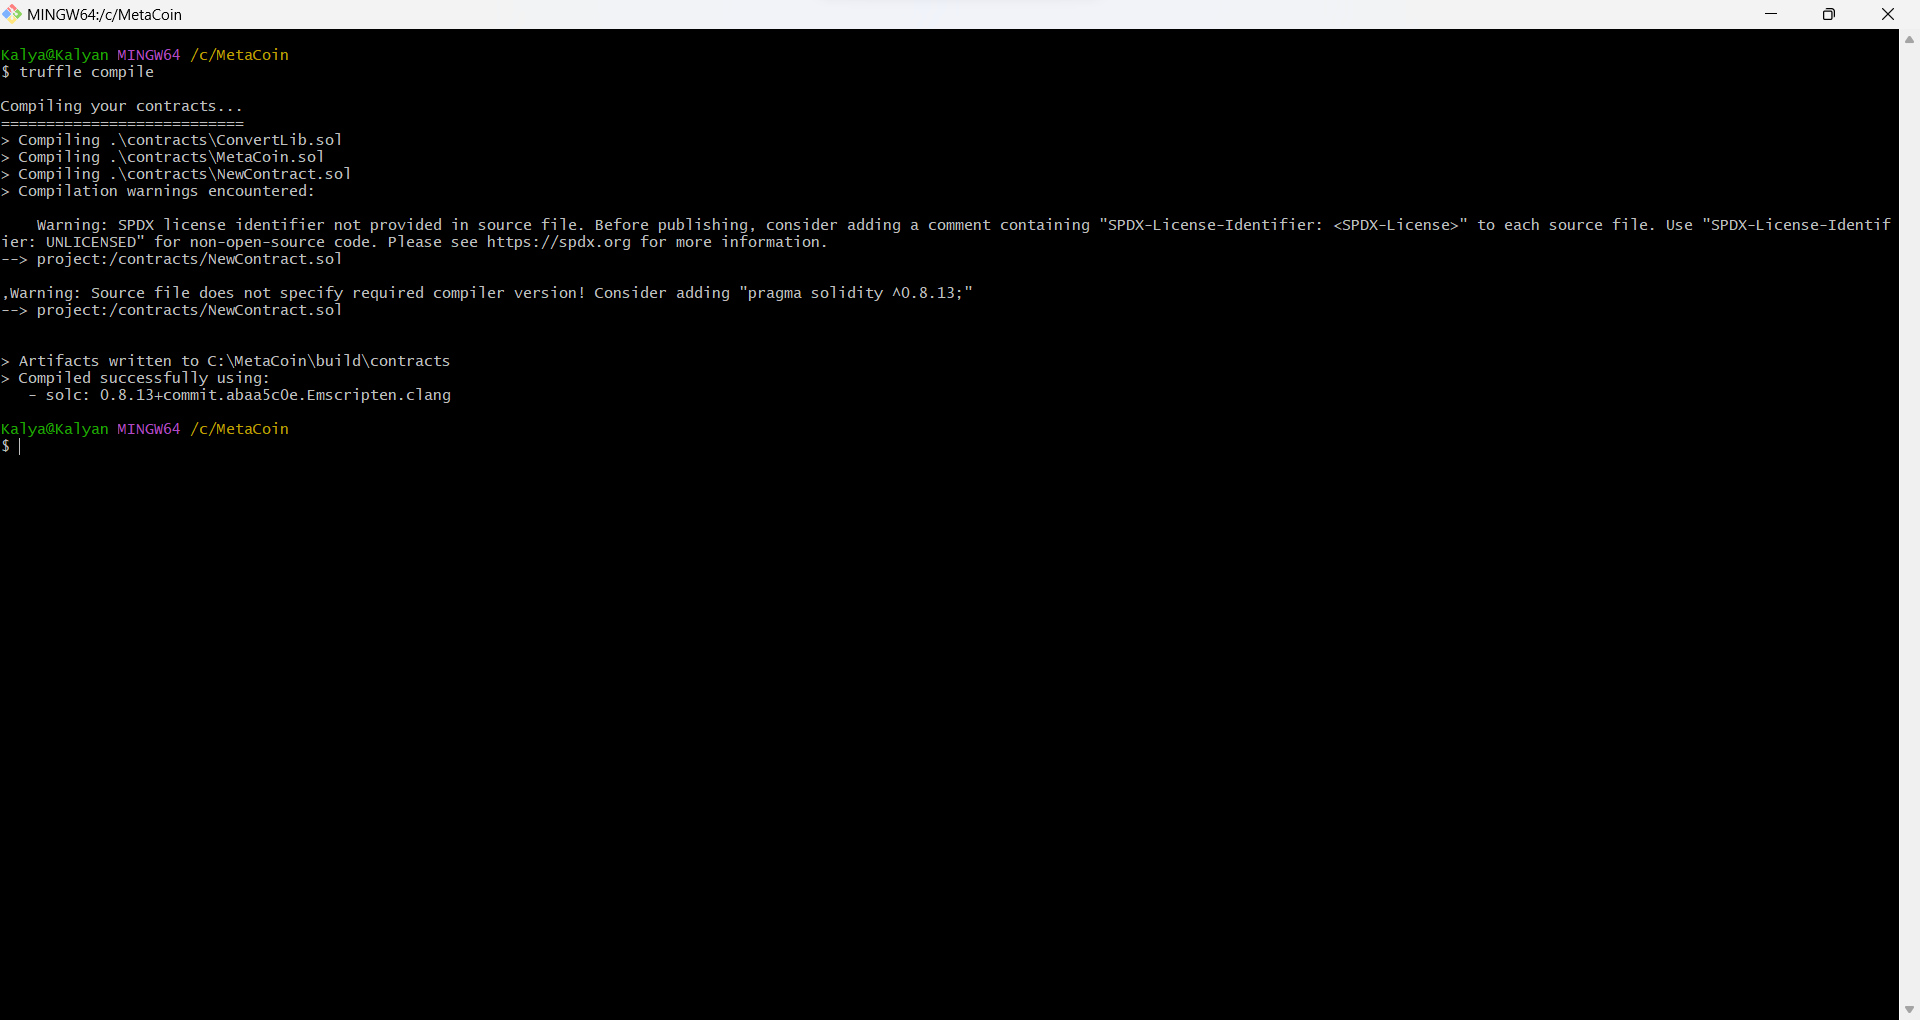 MINGW64:/c/MetaCoin
Kalya@Kalyan MINGW64 /c/MetaCoin
$ truffle compile
Compiling your contracts...
===========================
> Compiling .\contracts\ConvertLib.sol
> Compiling .\contracts\MetaCoin.sol
> Compiling .\contracts\NewContract.sol
> Compilation warnings encountered:
Warning: SPDX license identifier not provided in source file. Before publishing, consider adding a comment containing "SPDX-License-Identifier: <SPDX-License>" to each source file. Use "SPDX-License-Identif
ier: UNLICENSED" for non-open-source code. Please see https://spdx.org for more information.
--> project:/contracts/NewContract.sol
,Warning: Source file does not specify required compiler version! Consider adding "pragma solidity ^0.8.13;"
--> project:/contracts/NewContract.sol
> Artifacts written to C:\MetaCoin\build\contracts
> Compiled successfully using:
- solc: 0.8.13+commit.abaa5c0e.Emscripten.clang
Kalya@Kalyan MINGW64 /c/MetaCoin
$